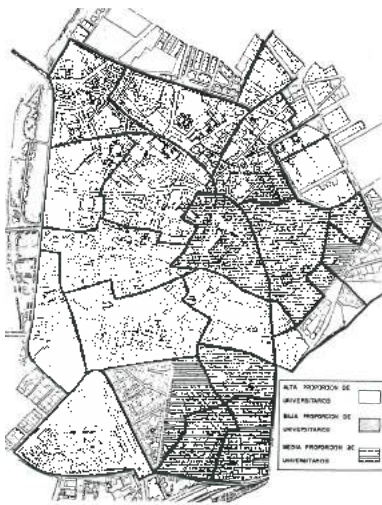 ALTA PROPORCION DE
UNIVERSITARIOS
BAJA PROPORCION DE
UNIVERSITARIOS
MEDIA PROPORCION DE
UNIVERSITARIOS